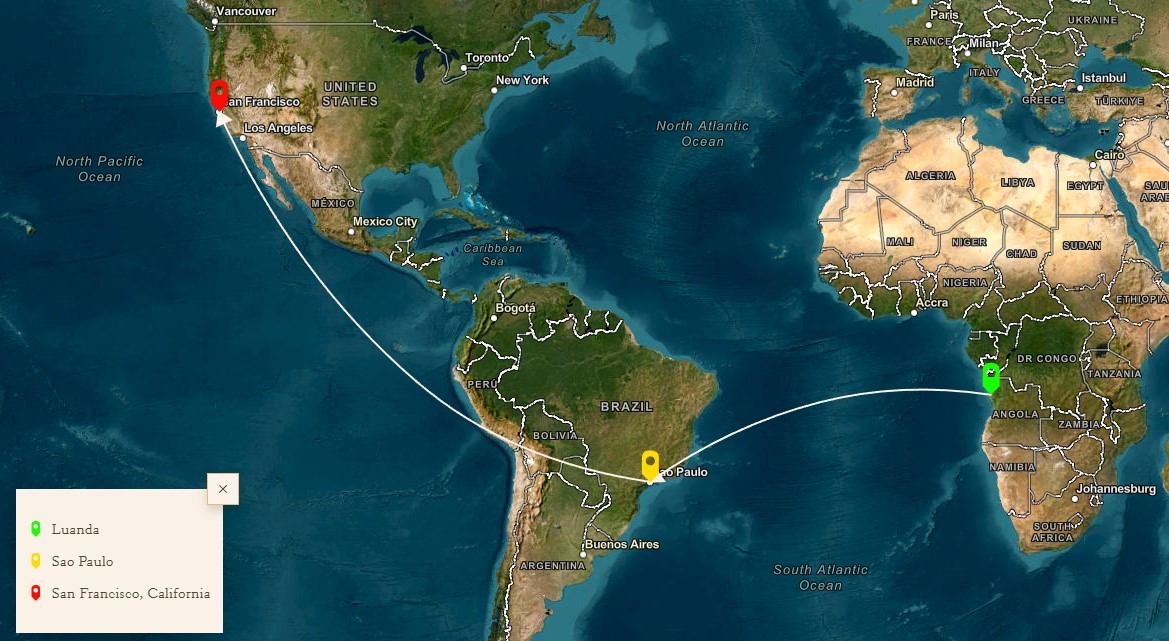 Vancouver
Paris
UKRAINE
FRANCE
Milan
Toronto
ITALY
Istanbul
New York
Madrid
UNITED
STATES
GREECE
TÜRKIYE
an Francisco
Los Angeles
North Atlantic
Ocean
North Pacific
Ocean
Cairo
ALGERIA
LIBYA
EGYPT
SAU
ARAB
MÉXICO
Mexico City
Caribbean
Sea
MALI
NIGER
CHAD
SUDAN
NIGERIA
ETHIOPIA
Bogotá
Accra
DR CONGO
TANZANIA
PERÚ
BRAZIL
ANGOLA
ZAMBIA
BOLIVIA
ao Paulo
NAMIBIA
Johannesburg
SOUTH
AFRICA
Buenos Aires
ARGENTINA
South Atlantic
Ocean
Luanda
Sao Paulo
San Francisco, California